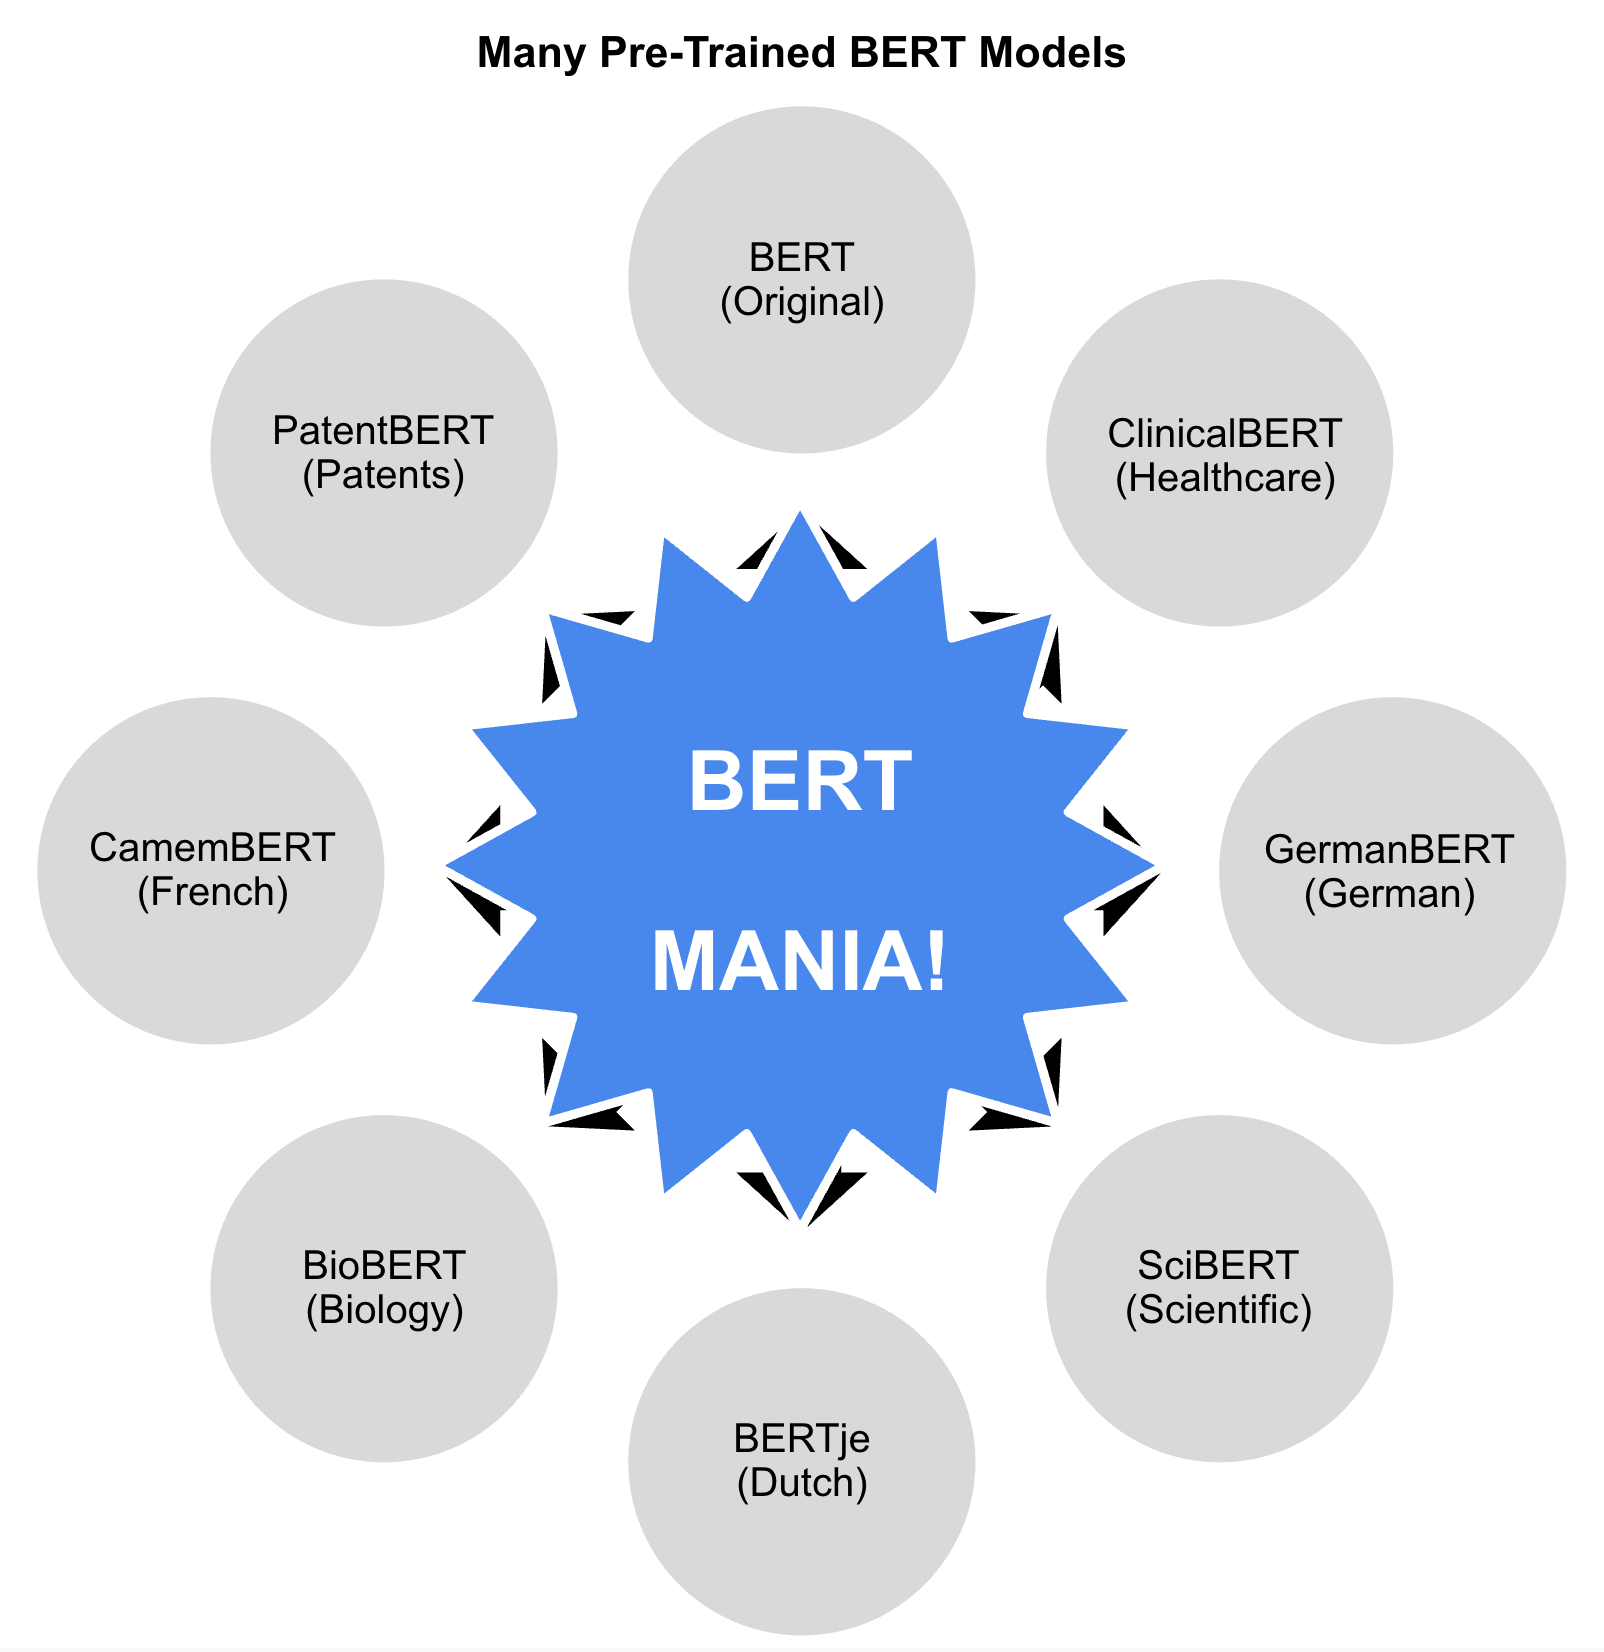 Many Pre-Trained BERT Models
BERT
(Original)
ClinicalBERT
(Healthcare)
GermanBERT
(German)
SciBERT
(Scientific)
BERTje
(Dutch)
BioBERT
(Biology)
CamemBERT
(French)
PatentBERT
(Patents)
BERT
MANIA!